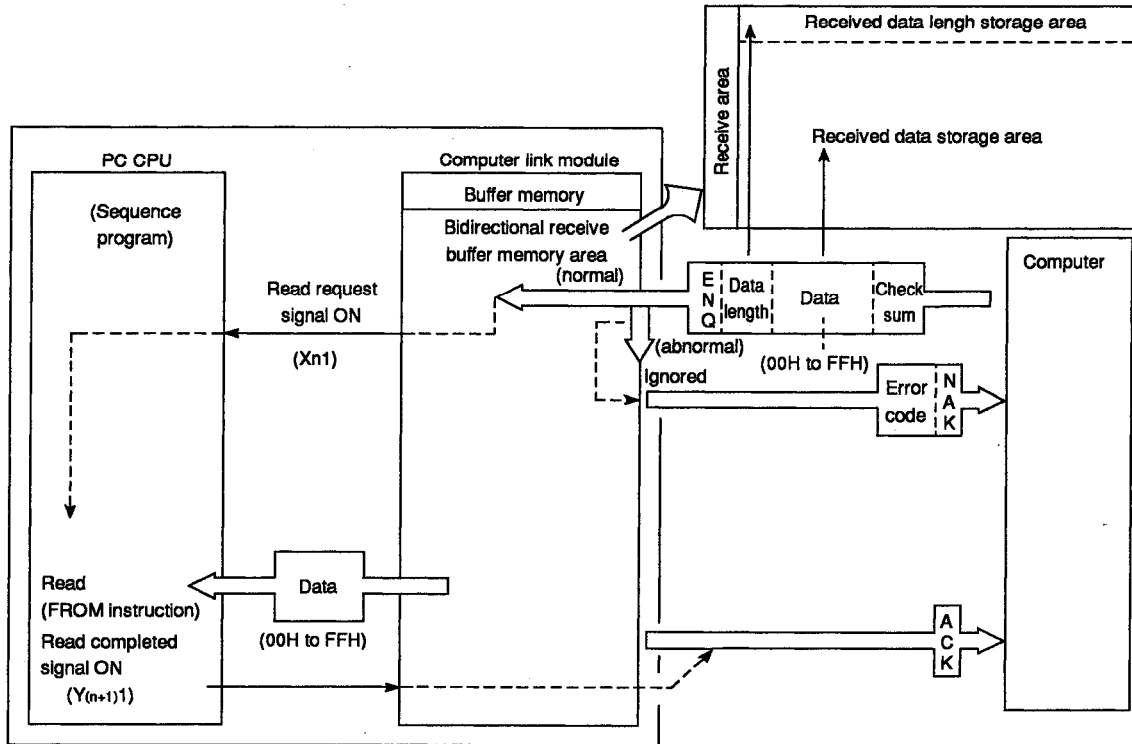 Received data lengh storage area
Receive area
Received data storage area
PC CPU
Computer link module
(Sequence
program)
Buffer memory
Bidirectional receive
buffer memory area
(normal)
Computer
E
N
Q
Data
length
Data
Check
sum
Read request
signal ON
(Xn1)
(abnormal)
(00H to FFH)
Ignored
Error
code
N
A
K
Read
(FROM instruction)
Data
(00H to FFH)
Read completed
signal ON
(Y(n+1)1)
A
C
K